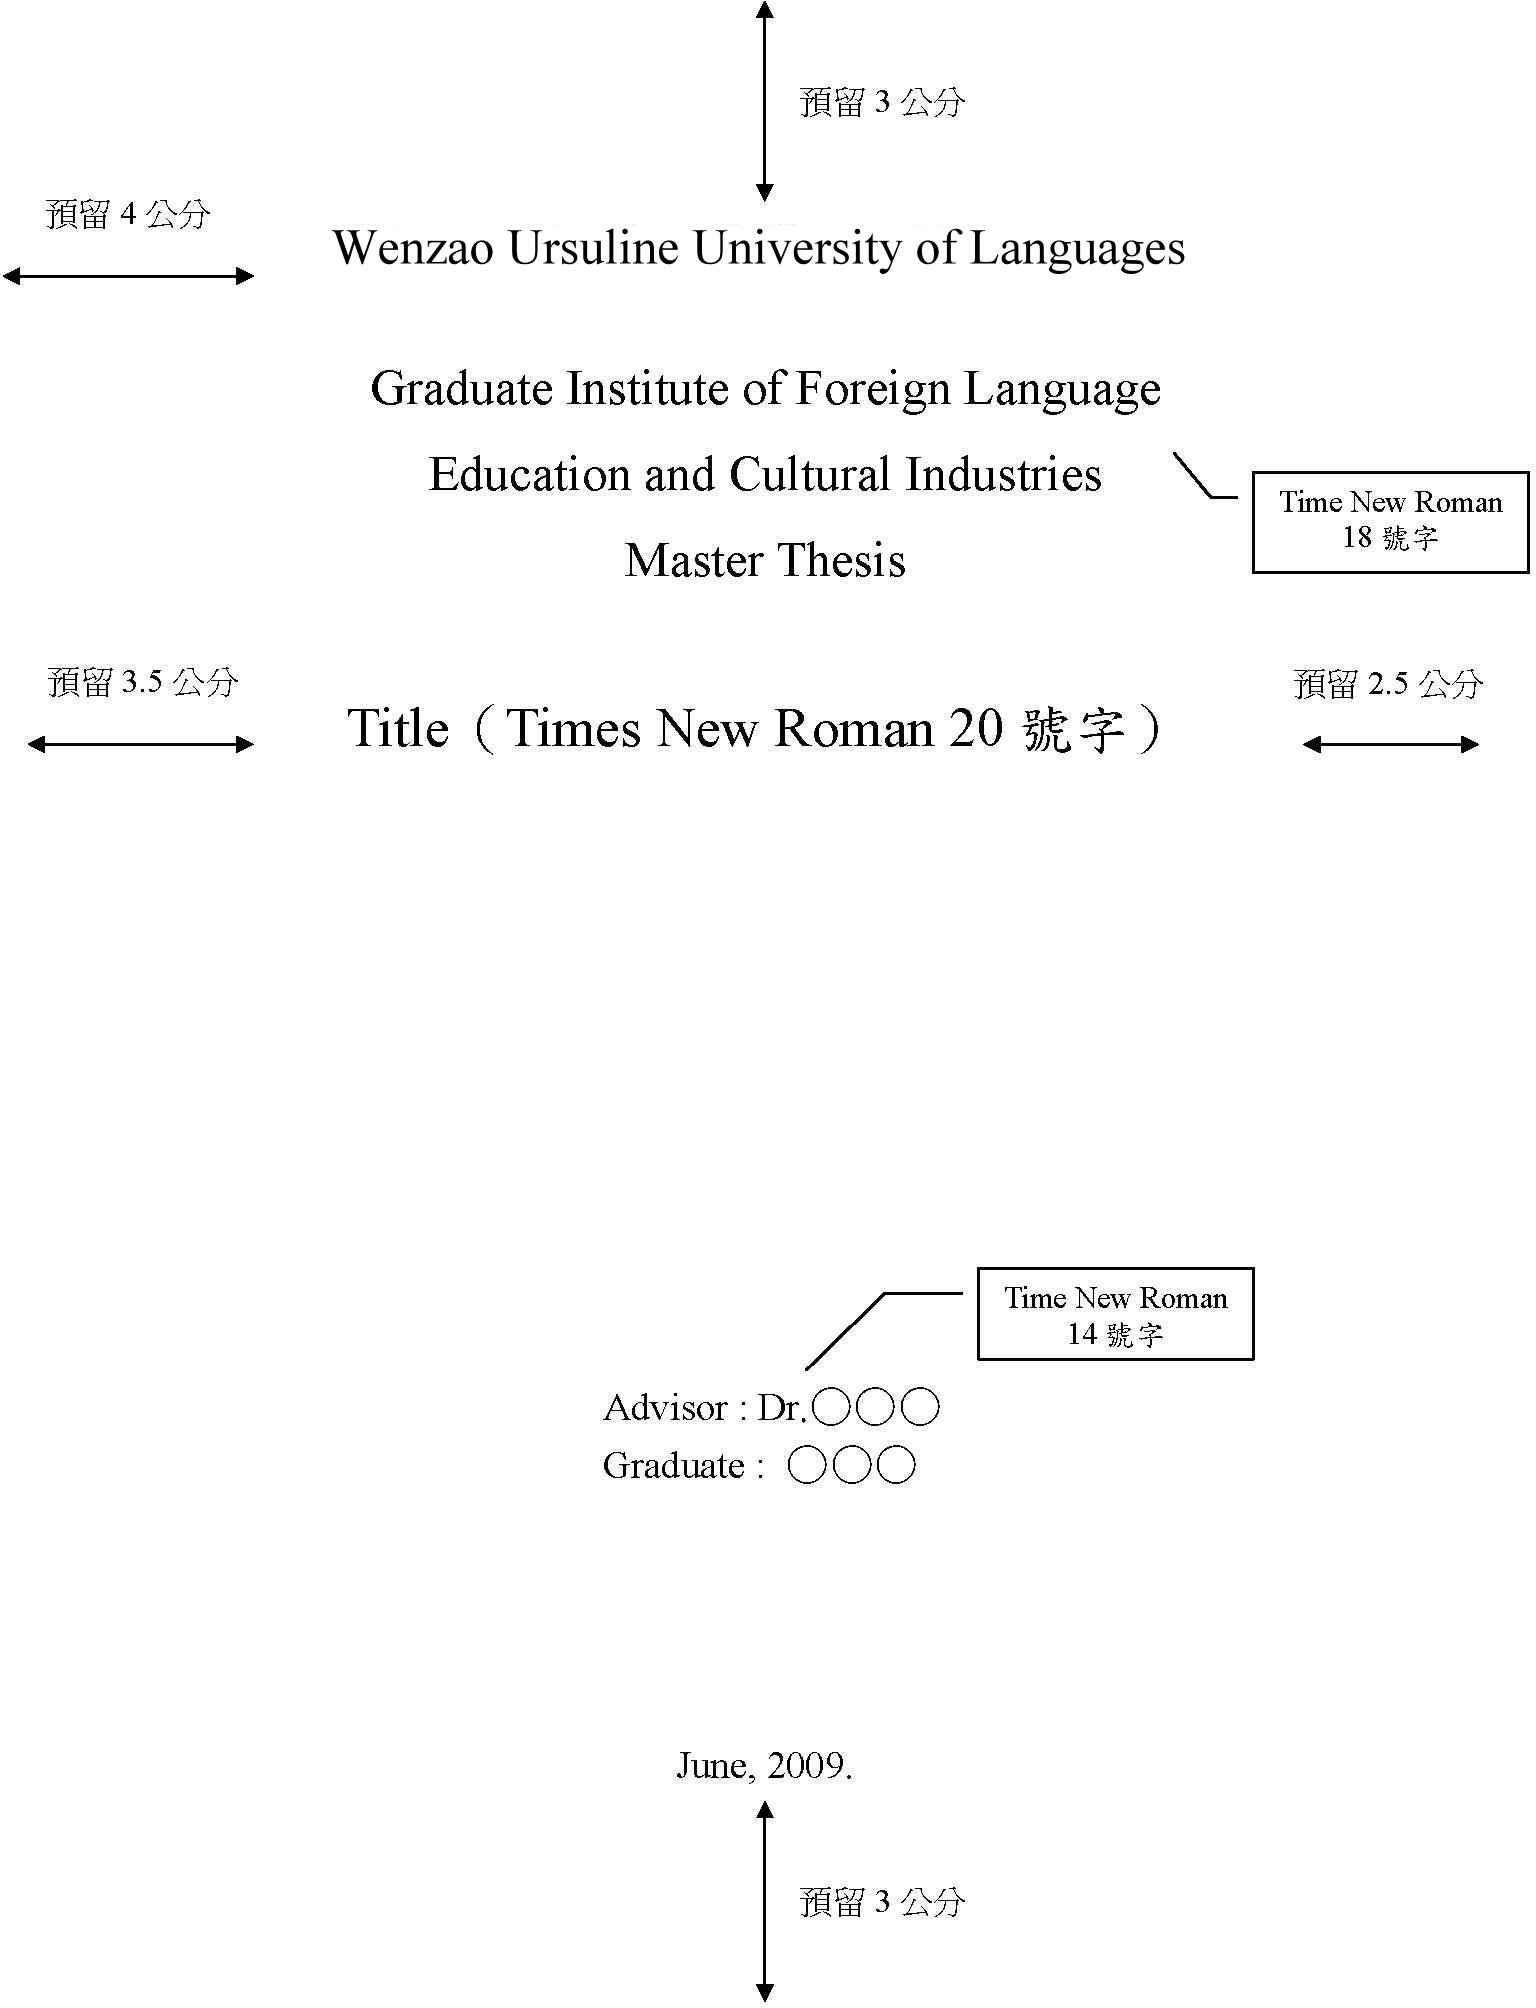 預留 3 公分
預留 4 公分
Wenzao Ursuline University of Languages
Graduate Institute of Foreign Language
Education and Cultural Industries
Time New Roman
18 號字
Master Thesis
預留 3.5 公分
預留 2.5 公分
Title（Times New Roman 20 號字）
Time New Roman
14 號字
Advisor : Dr.○○○
Graduate : ○○○
June, 2009.
預留 3 公分